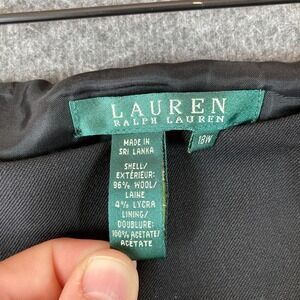 LAUREN
RALPH LAUREN
18W
MADE IN
SRI LANKA
SHELL/
EXTÉRIEUR:
96% WOOL/
LAINE
4% LYCRA
LINING/
DOUBLURE:
100% ACETATE/
ACÉTATE